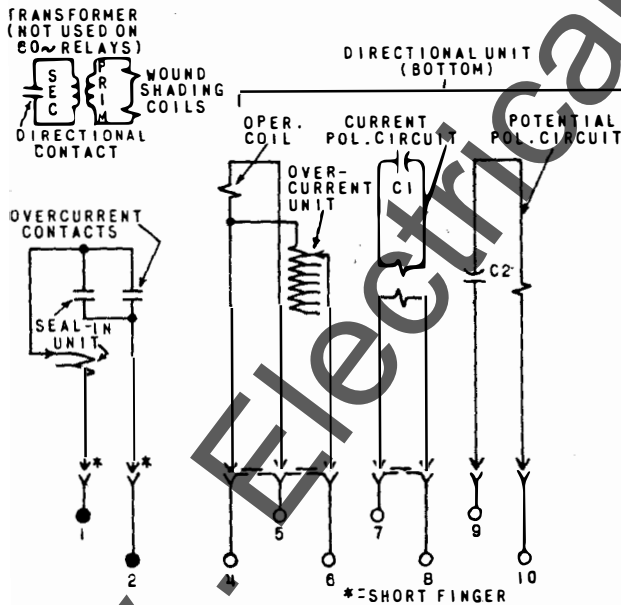 TRANSFORMER
(NOT USED ON
60~RELAYS)
SEC
PRIM
WOUND
SHADING
COILS
DIRECTIONAL
CONTACT
DIRECTIONAL UNIT
(BOTTOM)
OPER.
COIL
CURRENT
POL.CIRCUIT
POTENTIAL
POL.CIRCUIT
OVER-
CURRENT
UNIT
C1
C2
OVERCURRENT
CONTACTS
SEAL-IN
UNIT
*
*
1
2
4
5
6
7
8
9
10
*=SHORT FINGER
Electrical